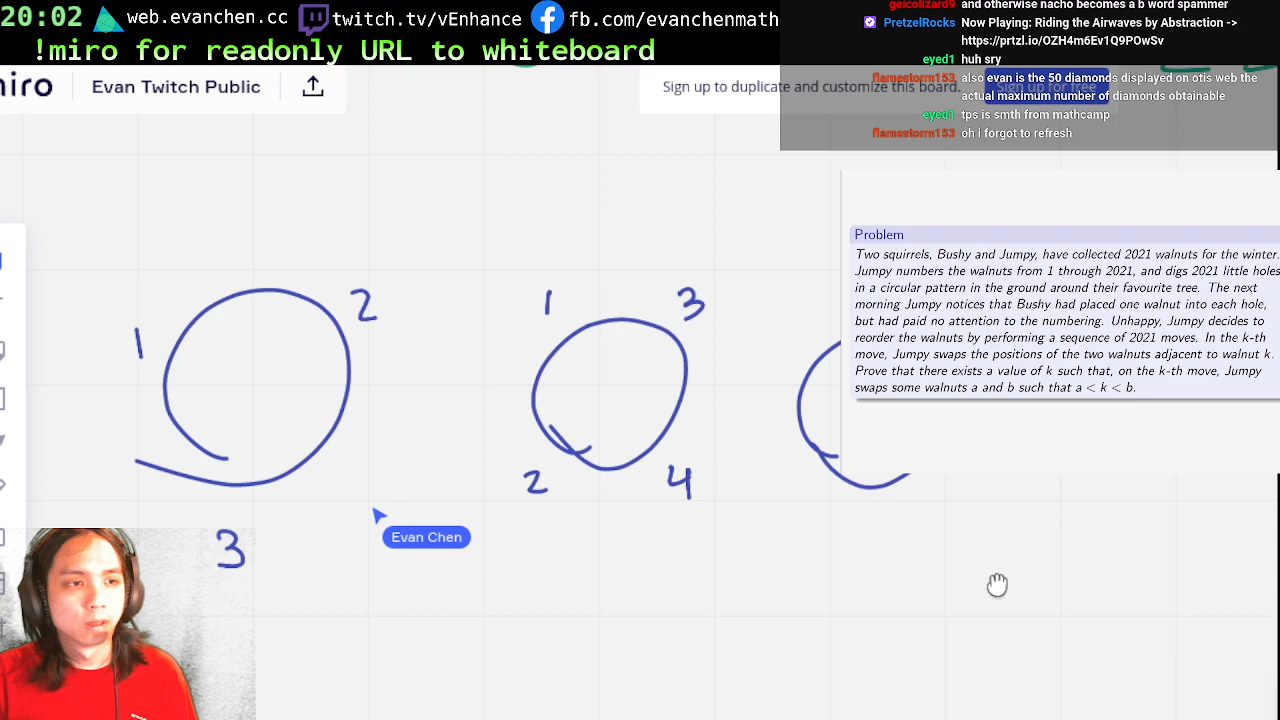 20:02 web.evanchen.cc twitch.tv/vEnhance fb.com/evanchenmath
!miro for readonly URL to whiteboard
geicolizard9 and otherwise nacho becomes a b word spammer
PretzelRocks Now Playing: Riding the Airwaves by Abstraction ->
https://prtzl.io/OZH4m6Ev1Q9POwSv
eyed1 huh sry
flamestorm153 also evan is the 50 diamonds displayed on otis web the
actual maximum number of diamonds obtainable
eyed1 tps is smth from mathcamp
flamestorm153 oh i forgot to refresh
miro Evan Twitch Public
Sign up to duplicate and customize this board.
Sign up for free
Problem
Two squirrels, Bushy and Jumpy, have collected 2021 walnuts for the winter.
Jumpy numbers the walnuts from 1 through 2021, and digs 2021 little holes
in a circular pattern in the ground around their favourite tree. The next
morning Jumpy notices that Bushy had placed one walnut into each hole,
but had paid no attention to the numbering. Unhappy, Jumpy decides to
reorder the walnuts by performing a sequence of 2021 moves. In the k-th
move, Jumpy swaps the positions of the two walnuts adjacent to walnut k.
Prove that there exists a value of k such that, on the k-th move, Jumpy
swaps some walnuts a and b such that a < k < b.
1 2
3
1 3
2 4
Evan Chen